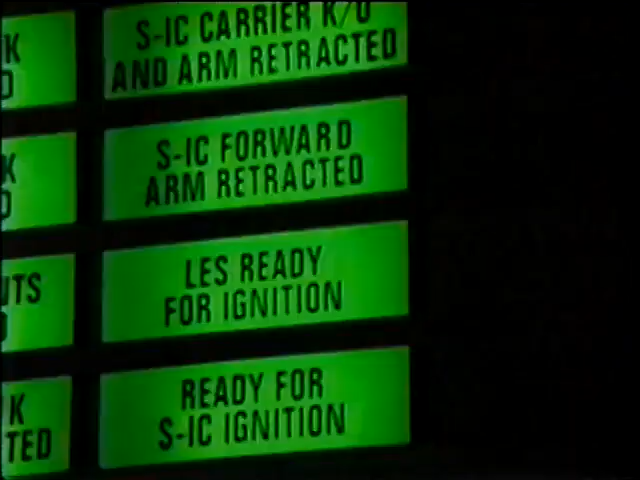 S-IC CARRIER K/O
AND ARM RETRACTED
S-IC FORWARD
ARM RETRACTED
LES READY
FOR IGNITION
READY FOR
S-IC IGNITION